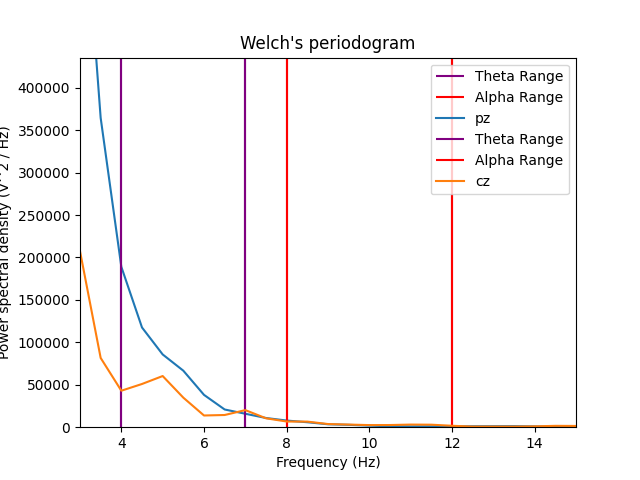 Welch's periodogram
Power spectral density (V**2 / Hz)
400000
350000
300000
250000
200000
150000
100000
50000
0
Theta Range
Alpha Range
pz
Theta Range
Alpha Range
cz
4
6
8
10
12
14
Frequency (Hz)